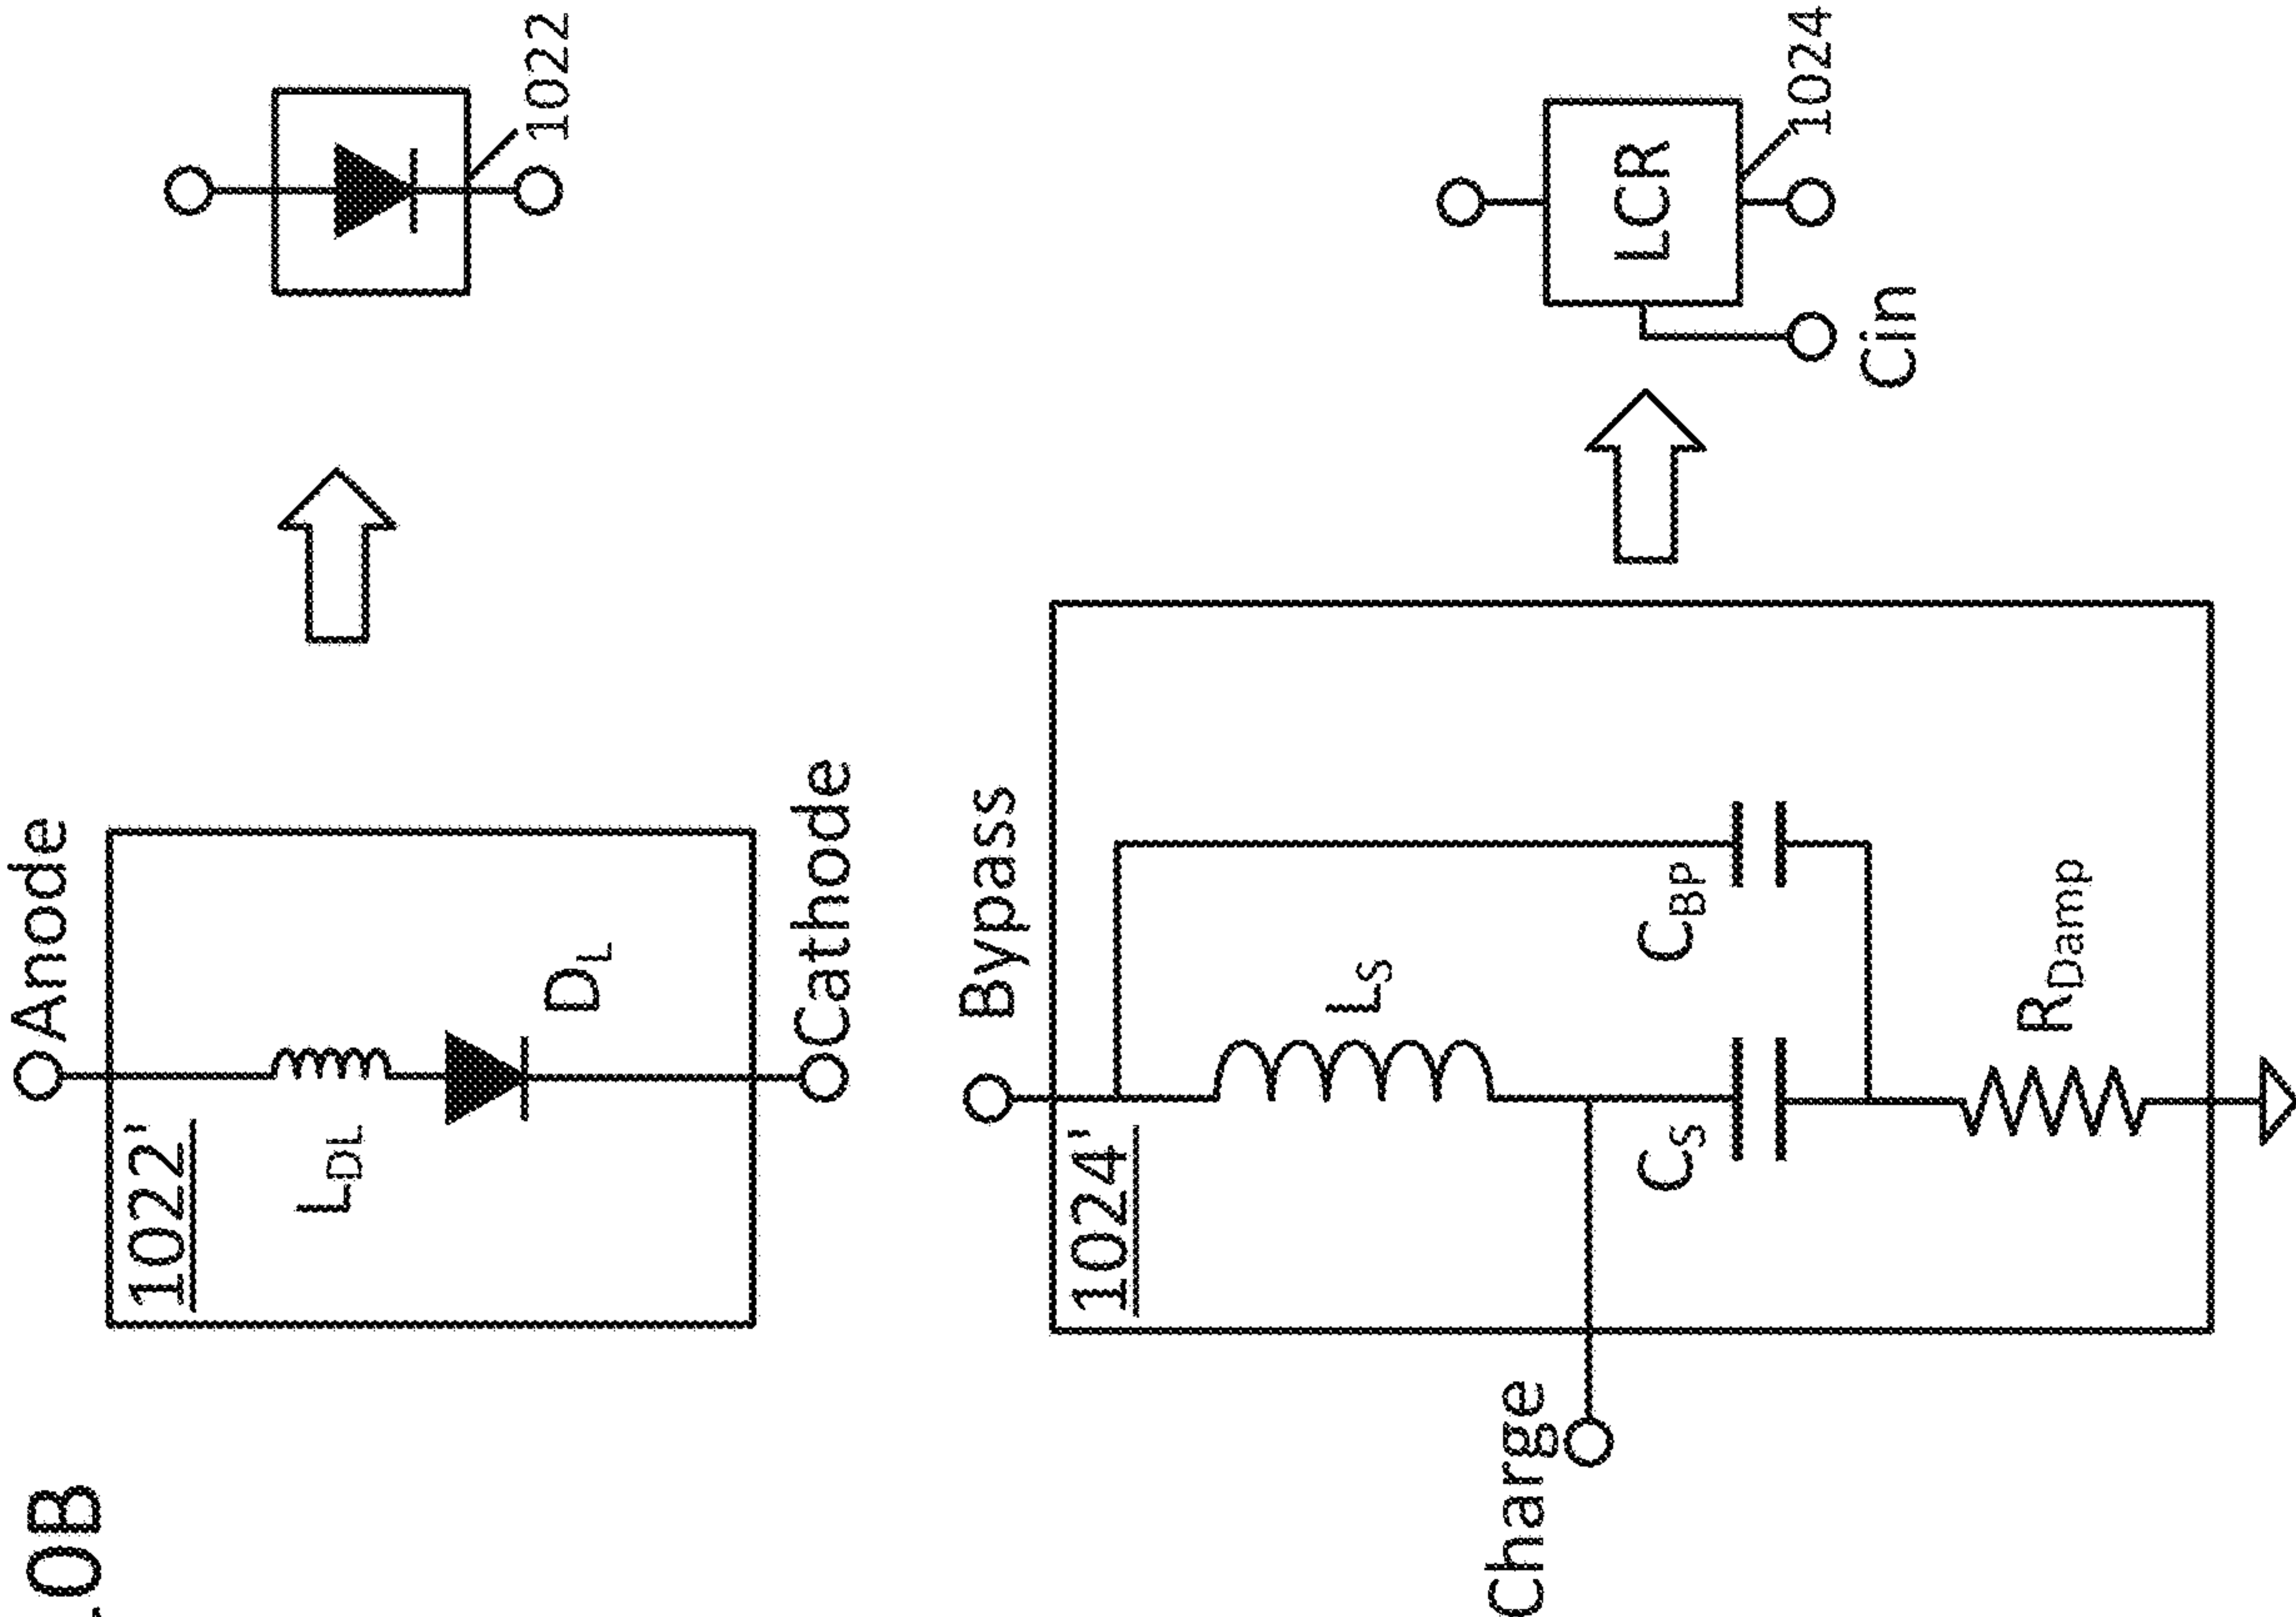 0B
Anode
1022'
L_DL
D_L
Cathode
1022
Bypass
1024'
L_S
C_S
C_BP
R_Damp
Charge
LCR
1024
Cin